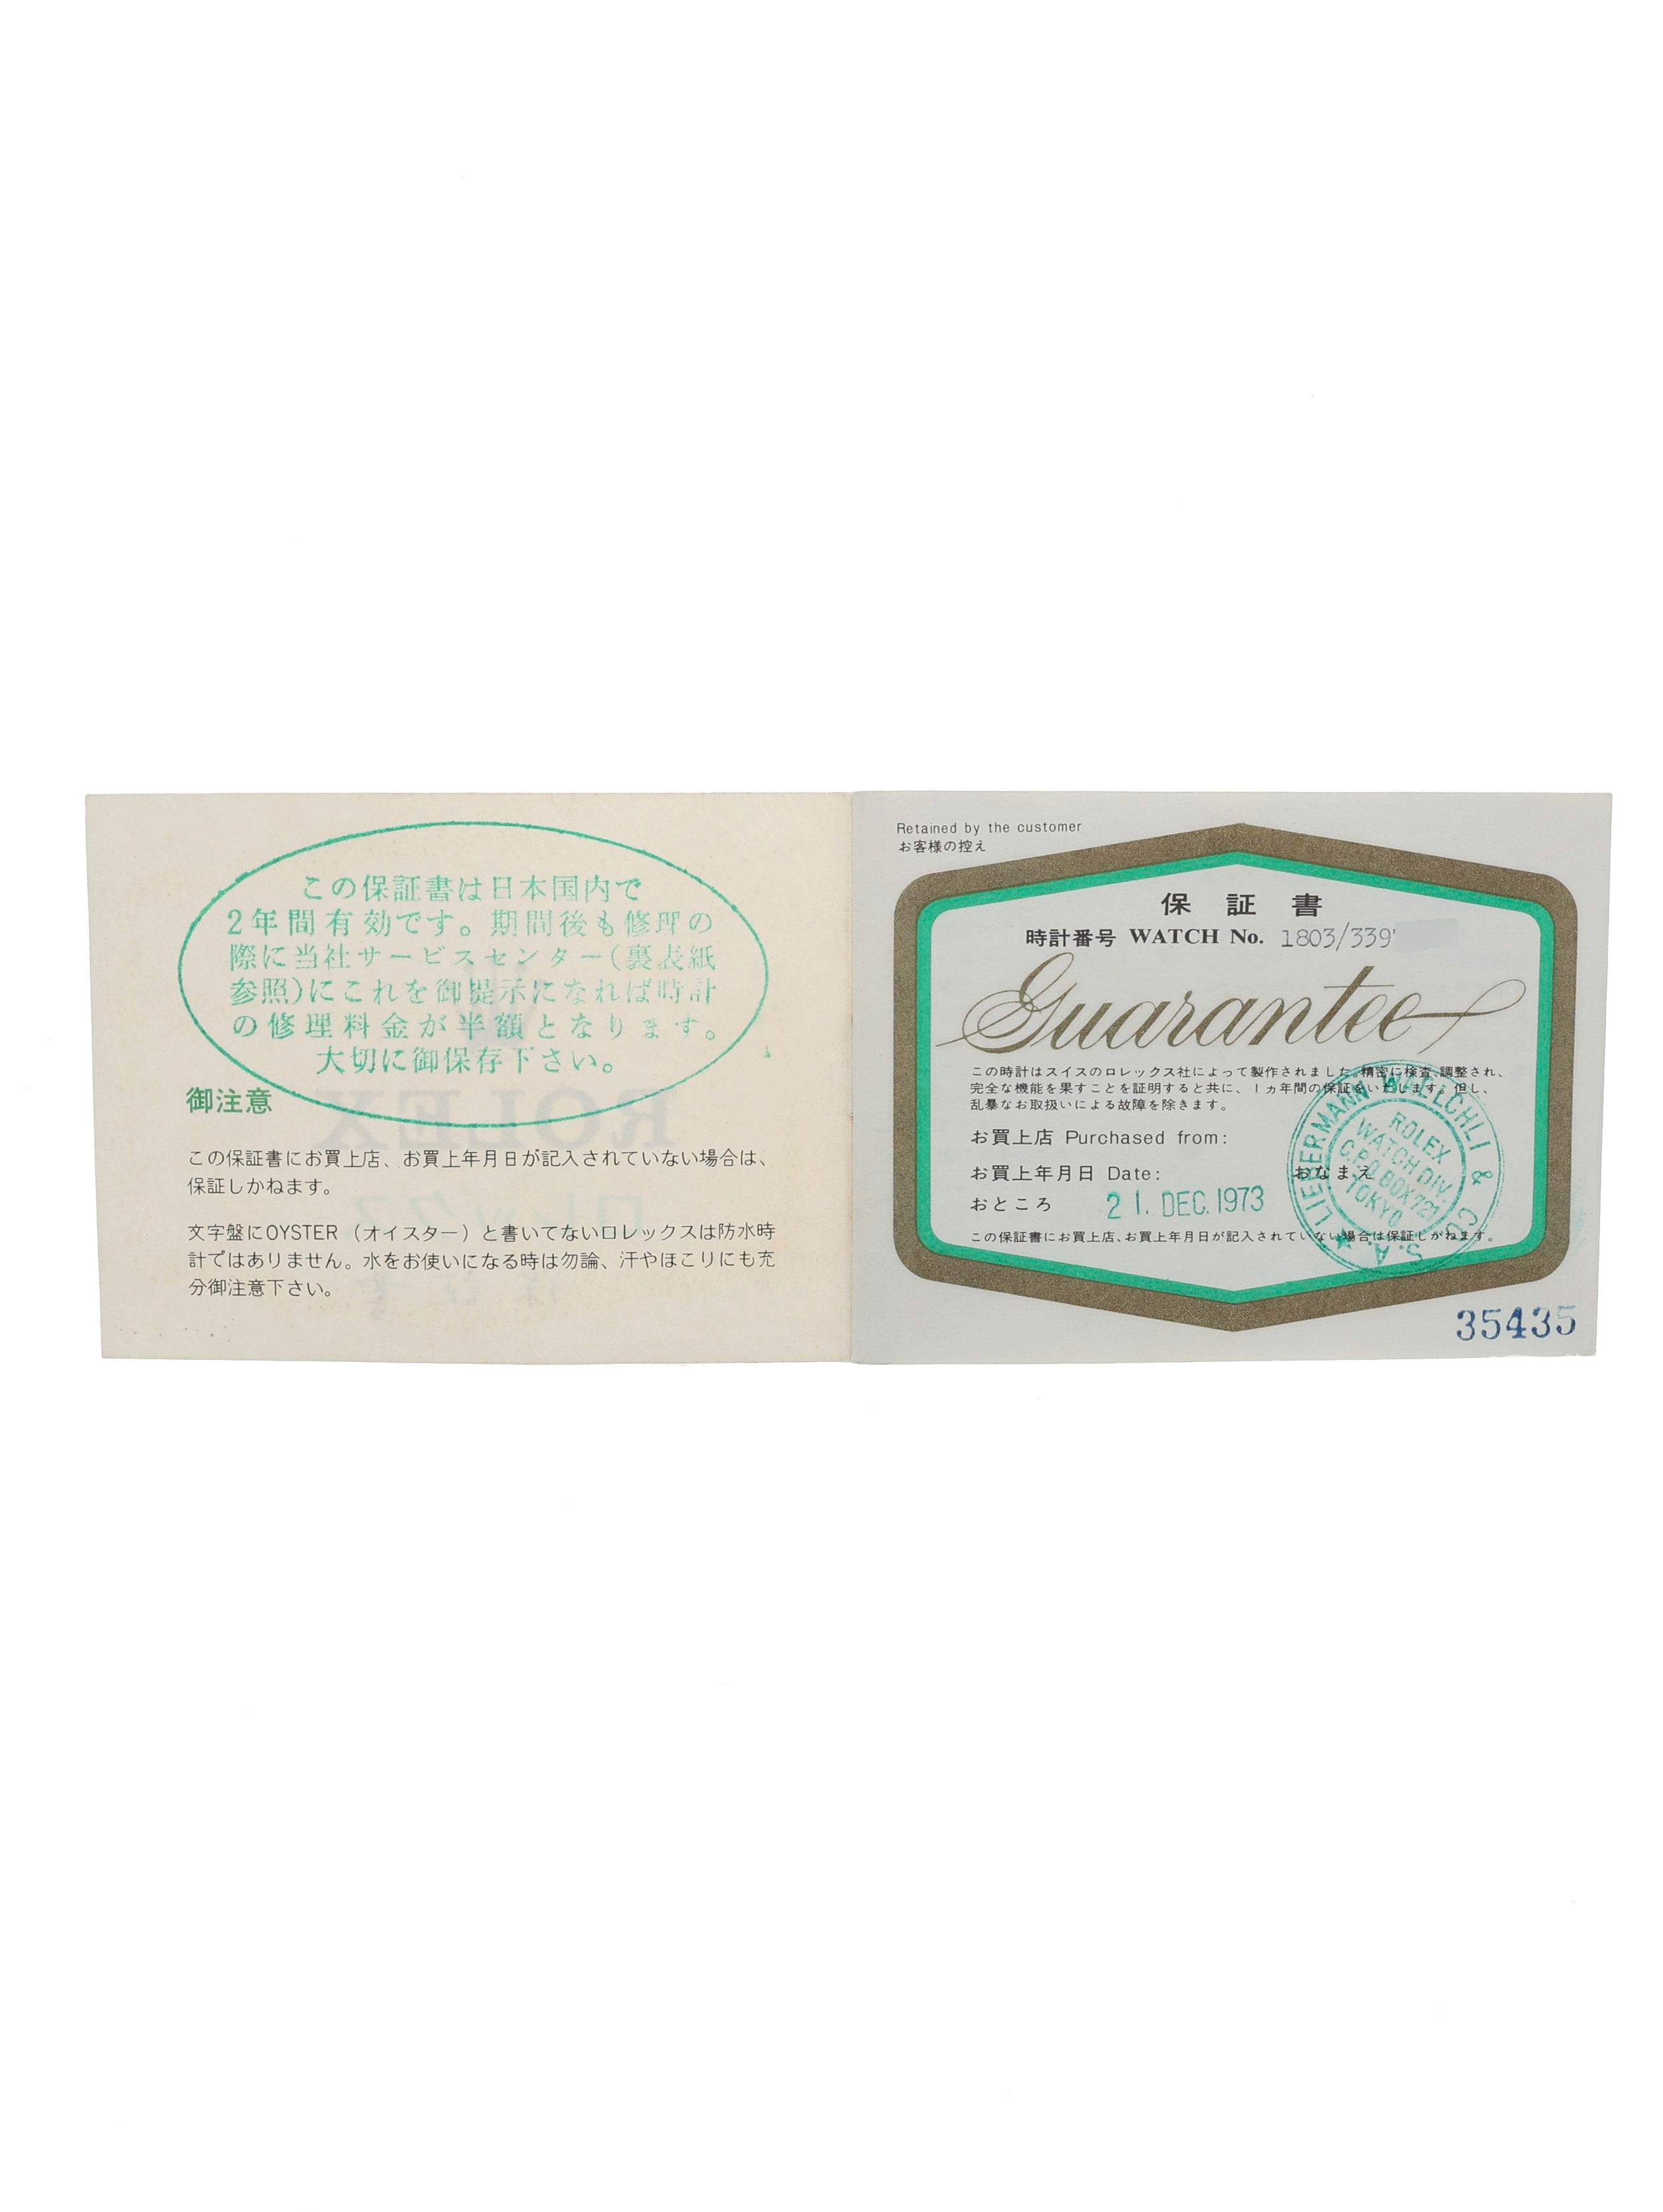 この保証書は日本国内で
2年間有効です。期間後も修理の
際に当社サービスセンター(裏表紙
参照)にこれを御提示になれば時計
の修理料金が半額となります。
大切に御保存下さい。
御注意
この保証書にお買上店、お買上年月日が記入されていない場合は、
保証しかねます。
文字盤にOYSTER(オイスター)と書いてないロレックスは防水時
計ではありません。水をお使いになる時は勿論、汗やほこりにも充
分御注意下さい。
ROLEX
Retained by the customer
お客様の控え
保証書
時計番号 WATCH No. 1803/339
Guarantee
この時計はスイスのロレックス社によって製作されました。精密に検査、調整され、
完全な機能を果すことを証明すると共に、1ヵ年間の保証をいたします。但し、
乱暴なお取扱いによる故障を除きます。
お買上店 Purchased from:
お買上年月日 Date:
おなまえ
おところ
21. DEC. 1973
この保証書にお買上店、お買上年月日が記入されていない場合は保証しかねます。
LIEBERMANN WAELCHLI & CO. S.A.
ROLEX
WATCH DIV.
G.P.O. BOX 721
TOKYO
35435